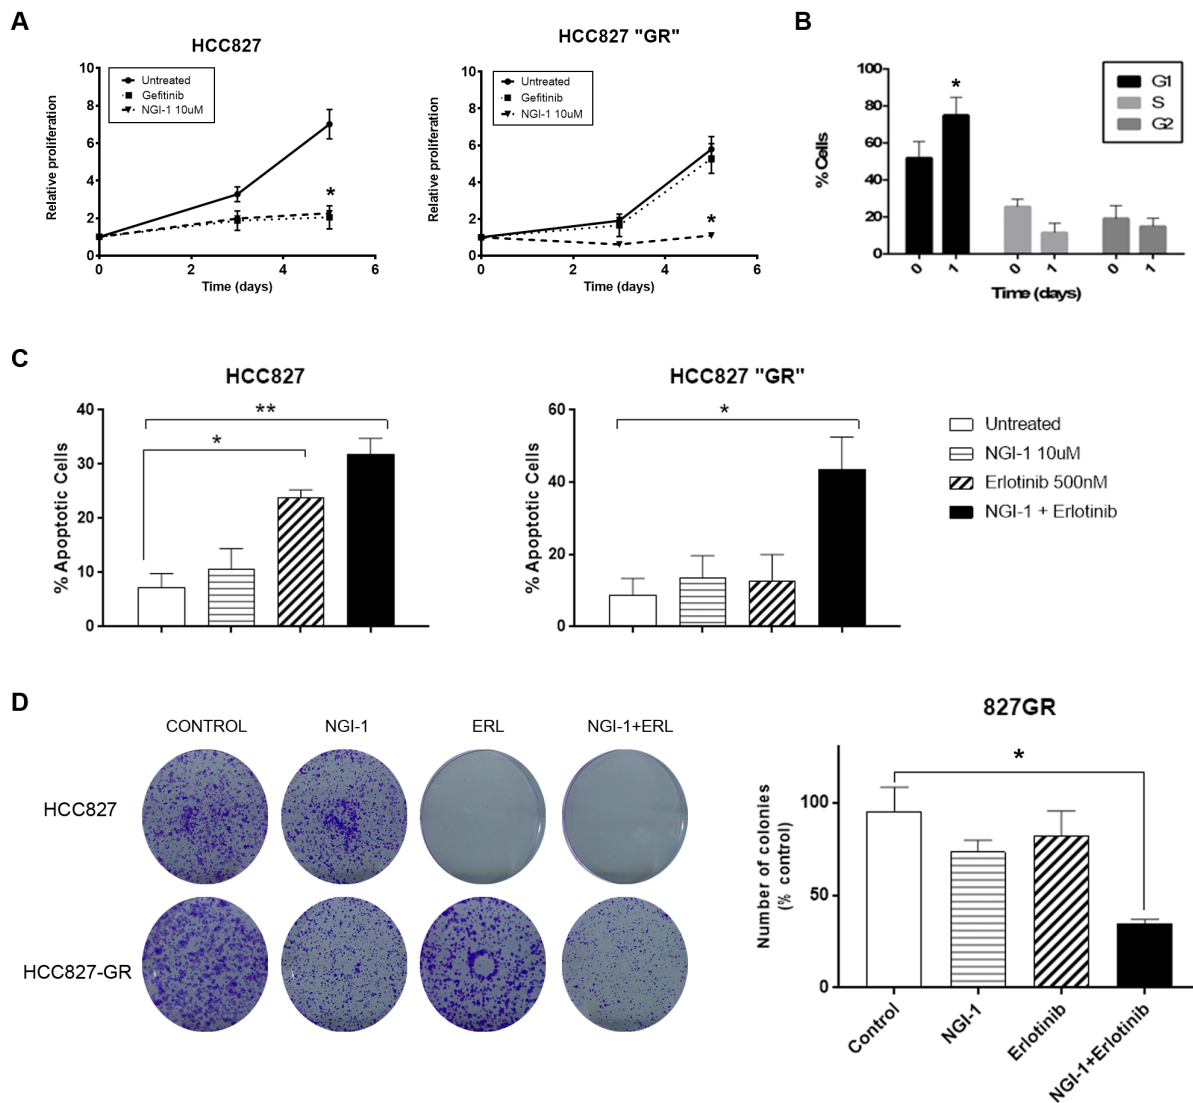 A
HCC827
Relative proliferation
10
8
6
4
2
0
Untreated
Gefitinib
NGI-1 10uM
*
0
2
4
6
Time (days)
HCC827 "GR"
Relative proliferation
10
8
6
4
2
0
Untreated
Gefitinib
NGI-1 10uM
*
0
2
4
6
Time (days)
B
% Cells
100
80
60
40
20
0
*
G1
S
G2
0
1
0
1
0
1
Time (days)
C
HCC827
% Apoptotic Cells
40
30
20
10
0
**
*
HCC827 "GR"
% Apoptotic Cells
60
40
20
0
*
Untreated
NGI-1 10uM
Erlotinib 500nM
NGI-1 + Erlotinib
D
CONTROL
NGI-1
ERL
NGI-1+ERL
HCC827
HCC827-GR
827GR
Number of colonies
(% control)
100
50
0
*
Control
NGI-1
Erlotinib
NGI-1+Erlotinib